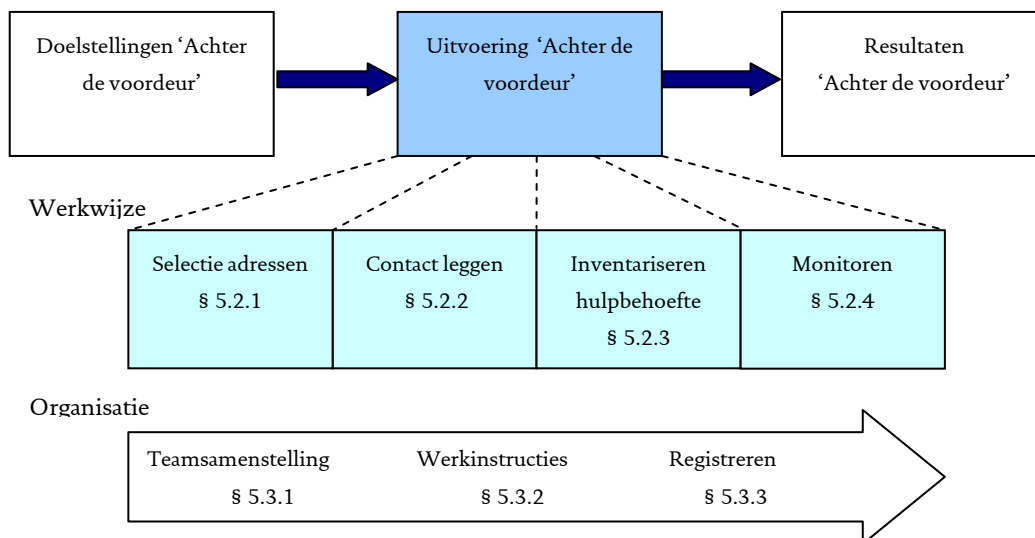 Doelstellingen ‘Achter
de voordeur’
Uitvoering ‘Achter de
voordeur’
Resultaten
‘Achter de voordeur’
Werkwijze
Selectie adressen
§ 5.2.1
Contact leggen
§ 5.2.2
Inventariseren
hulpbehoefte
§ 5.2.3
Monitoren
§ 5.2.4
Organisatie
Teamsamenstelling
§ 5.3.1
Werkinstructies
§ 5.3.2
Registreren
§ 5.3.3